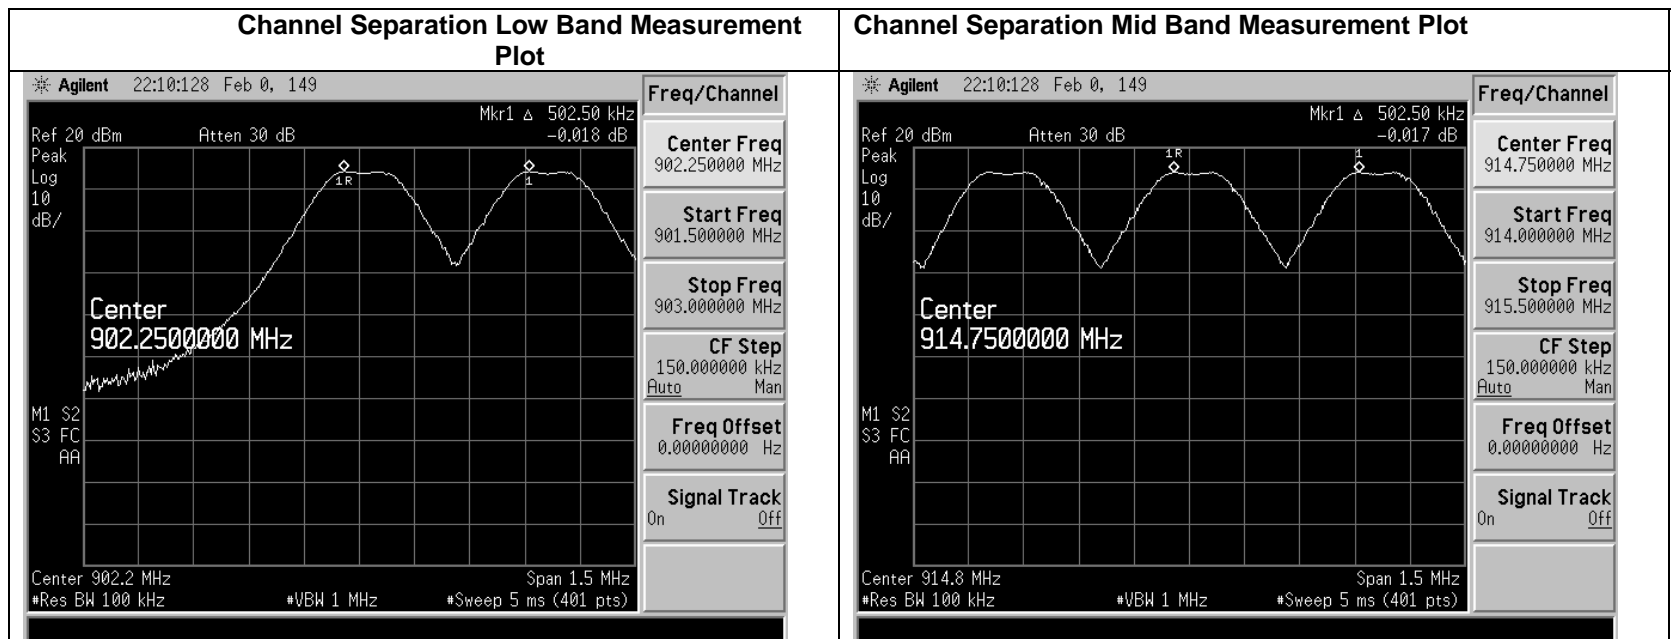 Channel Separation Low Band Measurement
Plot
Agilent 22:10:128 Feb 0, 149
Freq/Channel
Mkr1 Δ 502.50 kHz
Ref 20 dBm Atten 30 dB -0.018 dB
Peak
Log
10
dB/
1R
1
Center
902.2500000 MHz
M1 S2
S3 FC
AA
Center 902.2 MHz Span 1.5 MHz
#Res BW 100 kHz #VBW 1 MHz #Sweep 5 ms (401 pts)
Center Freq
902.250000 MHz
Start Freq
901.500000 MHz
Stop Freq
903.000000 MHz
CF Step
150.000000 kHz
Auto Man
Freq Offset
0.00000000 Hz
Signal Track
On Off
Channel Separation Mid Band Measurement Plot
Agilent 22:10:128 Feb 0, 149
Freq/Channel
Mkr1 Δ 502.50 kHz
Ref 20 dBm Atten 30 dB -0.017 dB
Peak
Log
10
dB/
1R
1
Center
914.7500000 MHz
M1 S2
S3 FC
AA
Center 914.8 MHz Span 1.5 MHz
#Res BW 100 kHz #VBW 1 MHz #Sweep 5 ms (401 pts)
Center Freq
914.750000 MHz
Start Freq
914.000000 MHz
Stop Freq
915.500000 MHz
CF Step
150.000000 kHz
Auto Man
Freq Offset
0.00000000 Hz
Signal Track
On Off